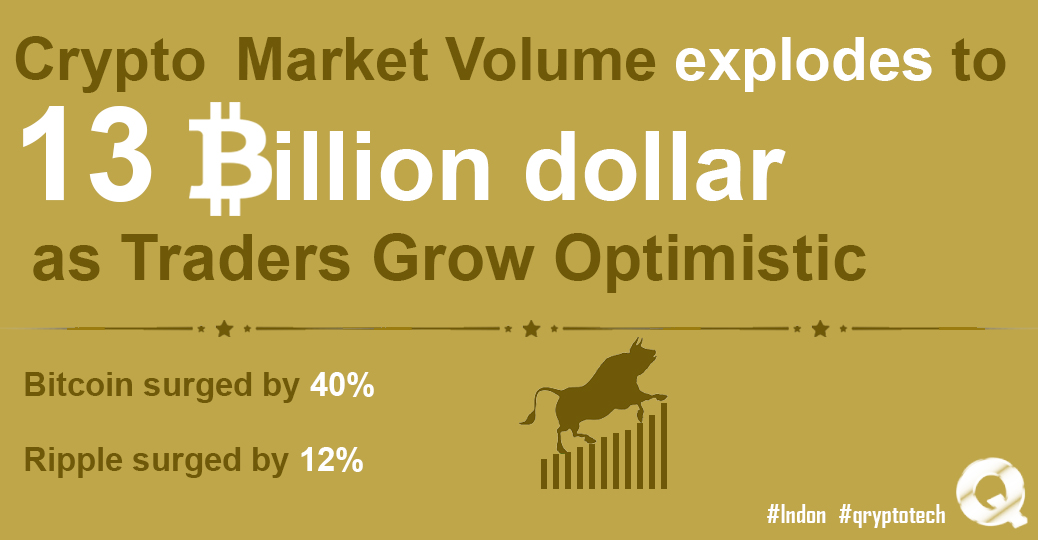 Crypto Market Volume explodes to
13 ₿illion dollar
as Traders Grow Optimistic
Bitcoin surged by 40%
Ripple surged by 12%
#lndon #qryptotech
Q